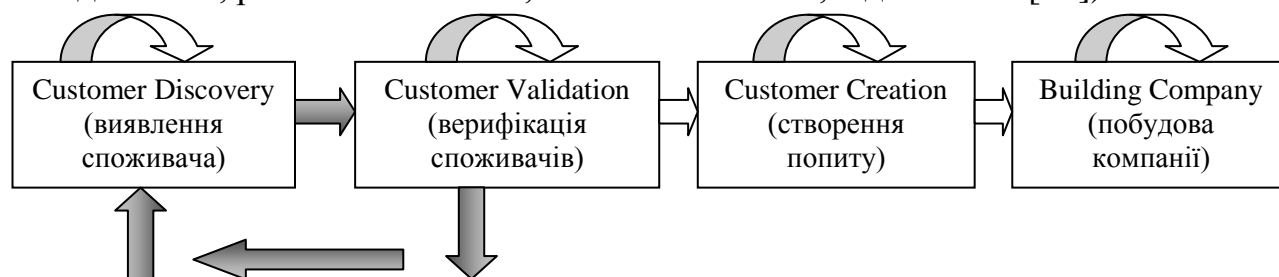 Customer Discovery
(виявлення
споживача)
Customer Validation
(верифікація
споживачів)
Customer Creation
(створення
попиту)
Building Company
(побудова
компанії)